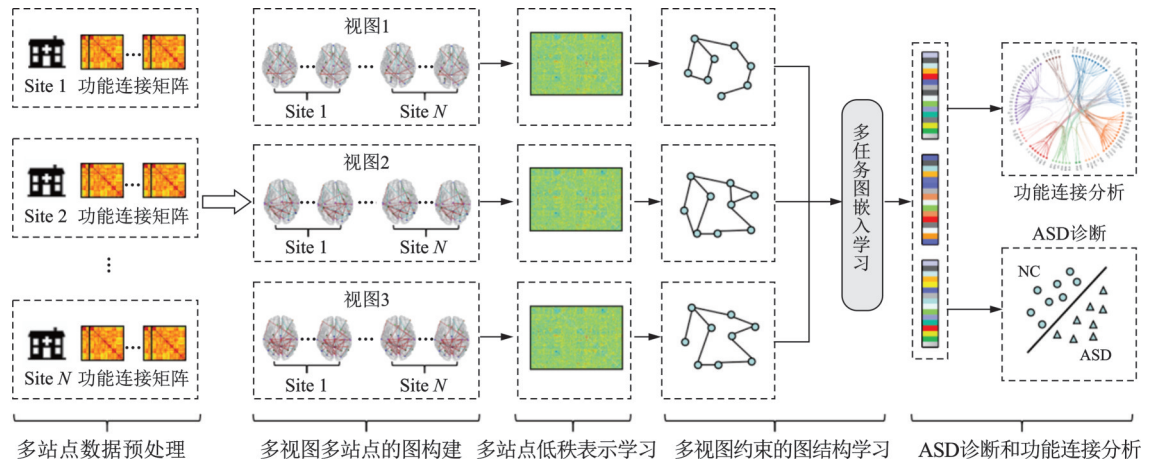 Site 1 功能连接矩阵
Site 2 功能连接矩阵
Site N 功能连接矩阵
多站点数据预处理
视图1
Site 1 Site N
视图2
Site 1 Site N
视图3
Site 1 Site N
多视图多站点的图构建
多站点低秩表示学习
多视图约束的图结构学习
多任务图嵌入学习
功能连接分析
ASD诊断
NC
ASD
ASD诊断和功能连接分析